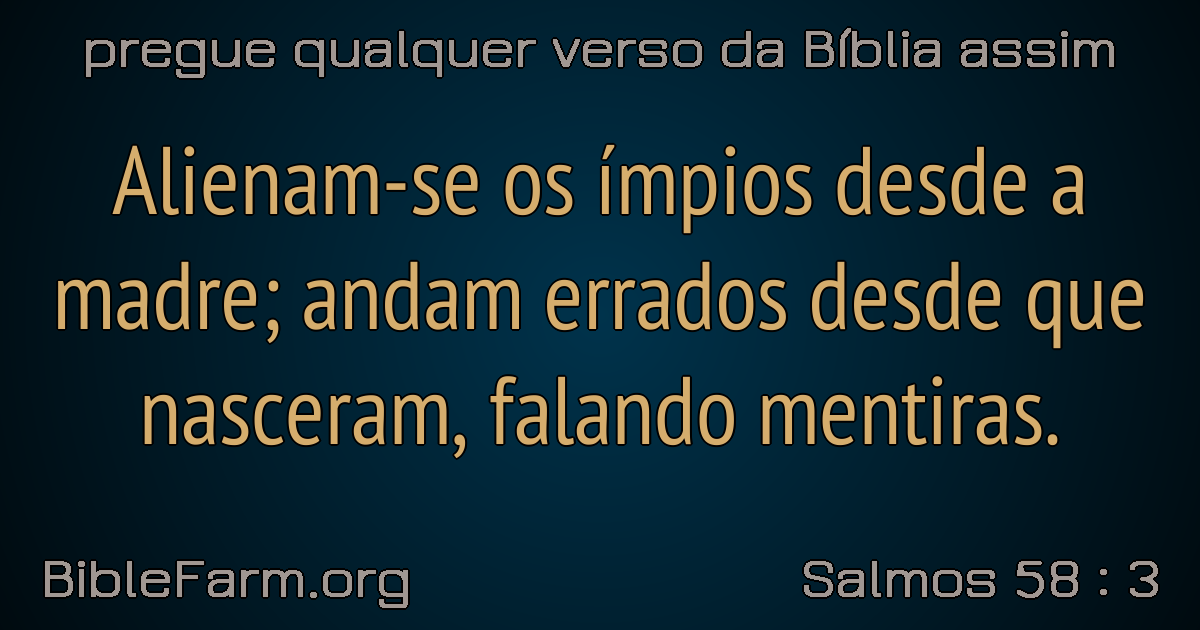 pregue qualquer verso da Bíblia assim
Alienam-se os ímpios desde a
madre; andam errados desde que
nasceram, falando mentiras.
BibleFarm.org
Salmos 58 : 3